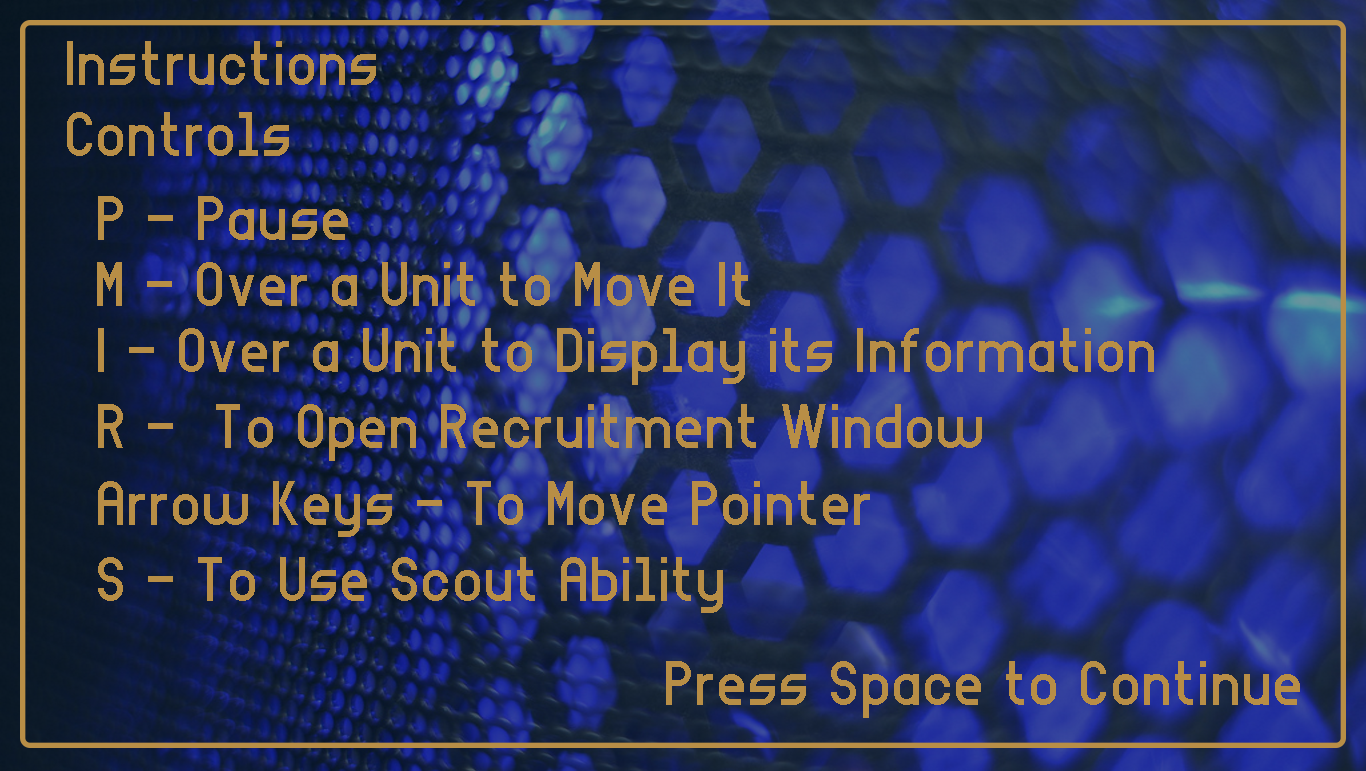 Instructions
Controls
P - Pause
M - Over a Unit to Move It
I - Over a Unit to Display its Information
R - To Open Recruitment Window
Arrow Keys - To Move Pointer
S - To Use Scout Ability
Press Space to Continue